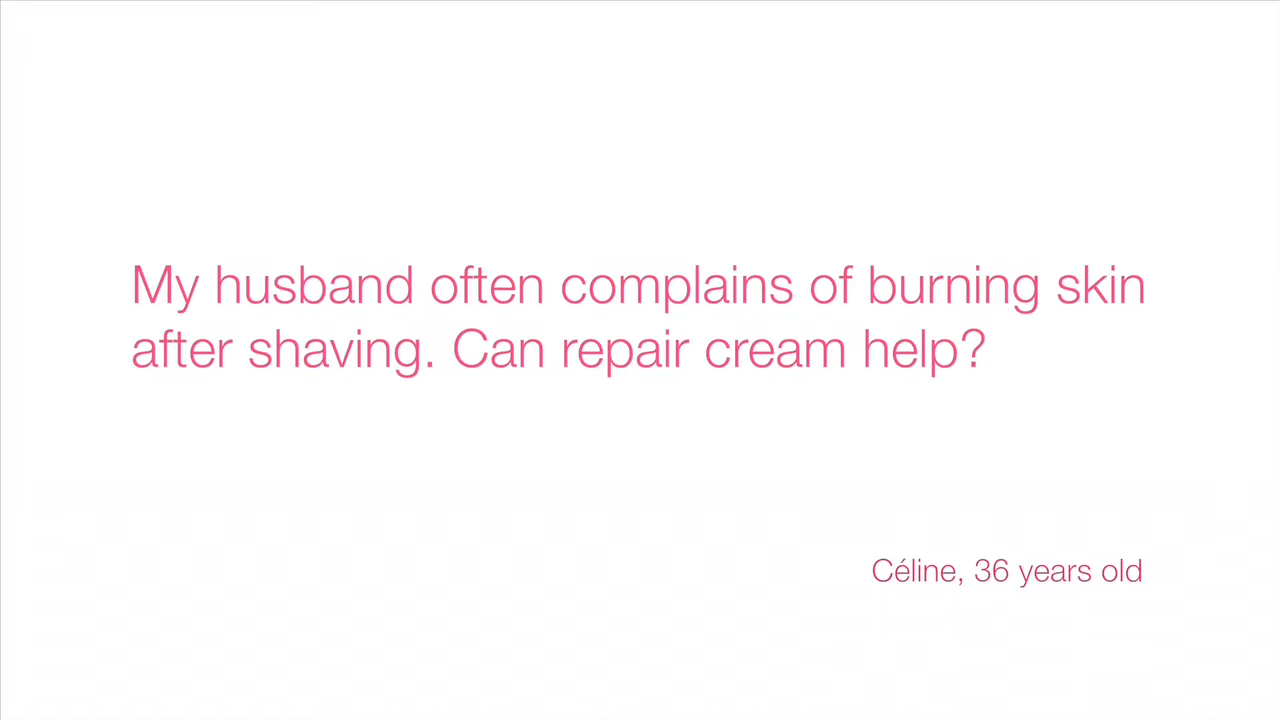 My husband often complains of burning skin
after shaving. Can repair cream help?
Céline, 36 years old